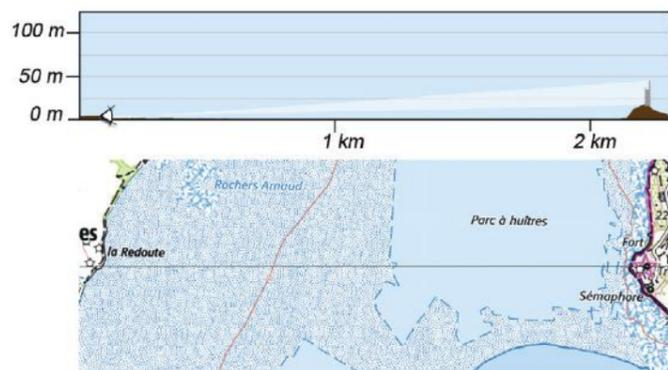 100 m
50 m
0 m
1 km
2 km
Rochers Arnaud
Parc à huîtres
es
la Redoute
Fort
Sémaphore